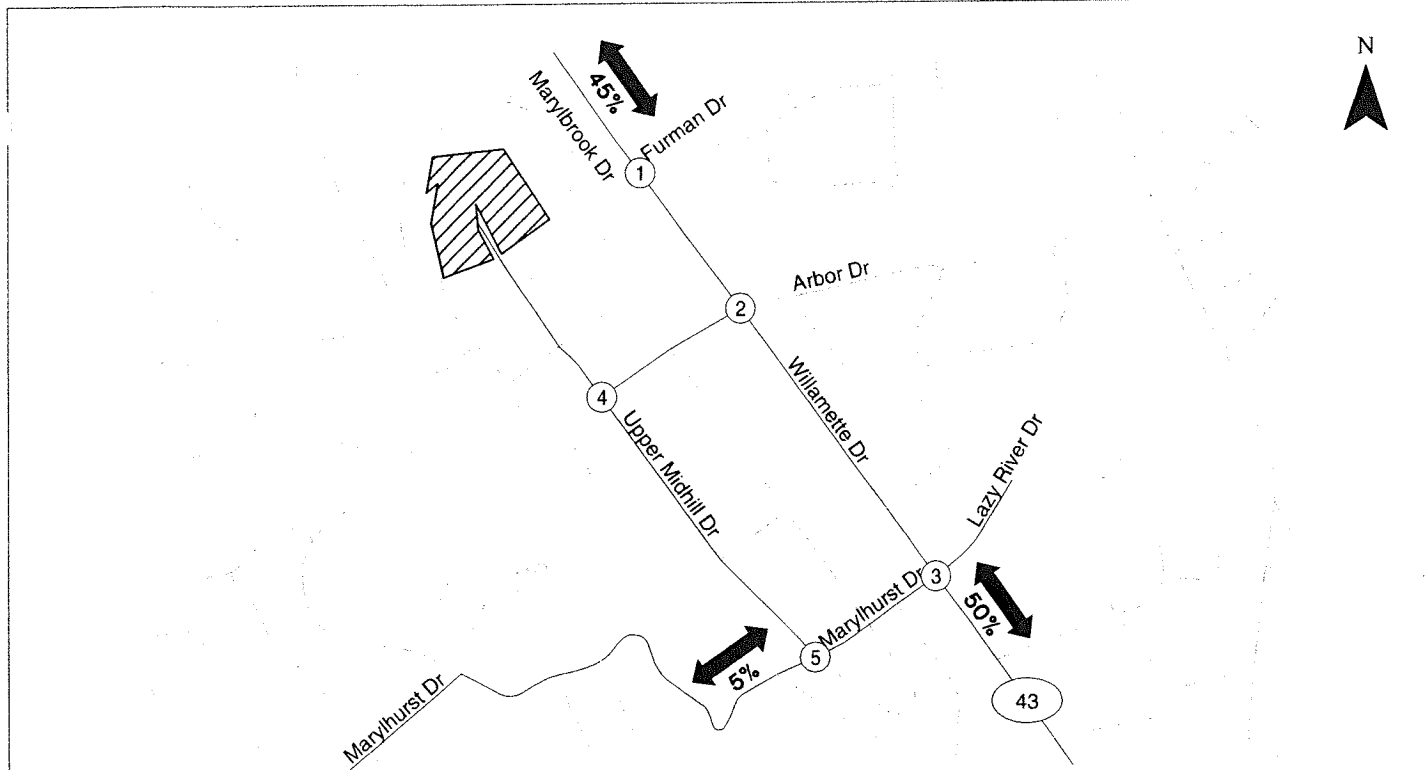 N
45%
Marylbrook Dr
Furman Dr
1
2
Arbor Dr
Willamette Dr
4
Upper Midhill Dr
Lazy River Dr
3
Marylhurst Dr
50%
5
5%
43
Marylhurst Dr